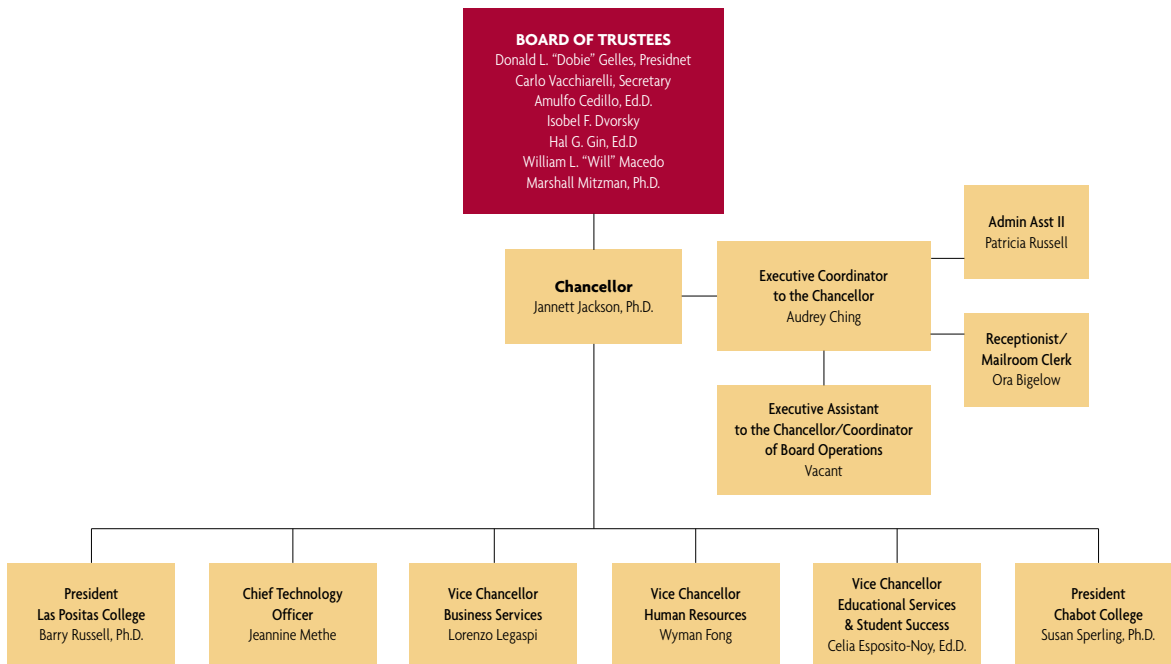 BOARD OF TRUSTEES
Donald L. “Dobie” Gelles, Presidnet
Carlo Vacchiarelli, Secretary
Amulfo Cedillo, Ed.D.
Isobel F. Dvorsky
Hal G. Gin, Ed.D
William L. “Will” Macedo
Marshall Mitzman, Ph.D.
Chancellor
Jannett Jackson, Ph.D.
Executive Coordinator
to the Chancellor
Audrey Ching
Admin Asst II
Patricia Russell
Receptionist/
Mailroom Clerk
Ora Bigelow
Executive Assistant
to the Chancellor/Coordinator
of Board Operations
Vacant
President
Las Positas College
Barry Russell, Ph.D.
Chief Technology
Officer
Jeannine Methe
Vice Chancellor
Business Services
Lorenzo Legaspi
Vice Chancellor
Human Resources
Wyman Fong
Vice Chancellor
Educational Services
& Student Success
Celia Esposito-Noy, Ed.D.
President
Chabot College
Susan Sperling, Ph.D.